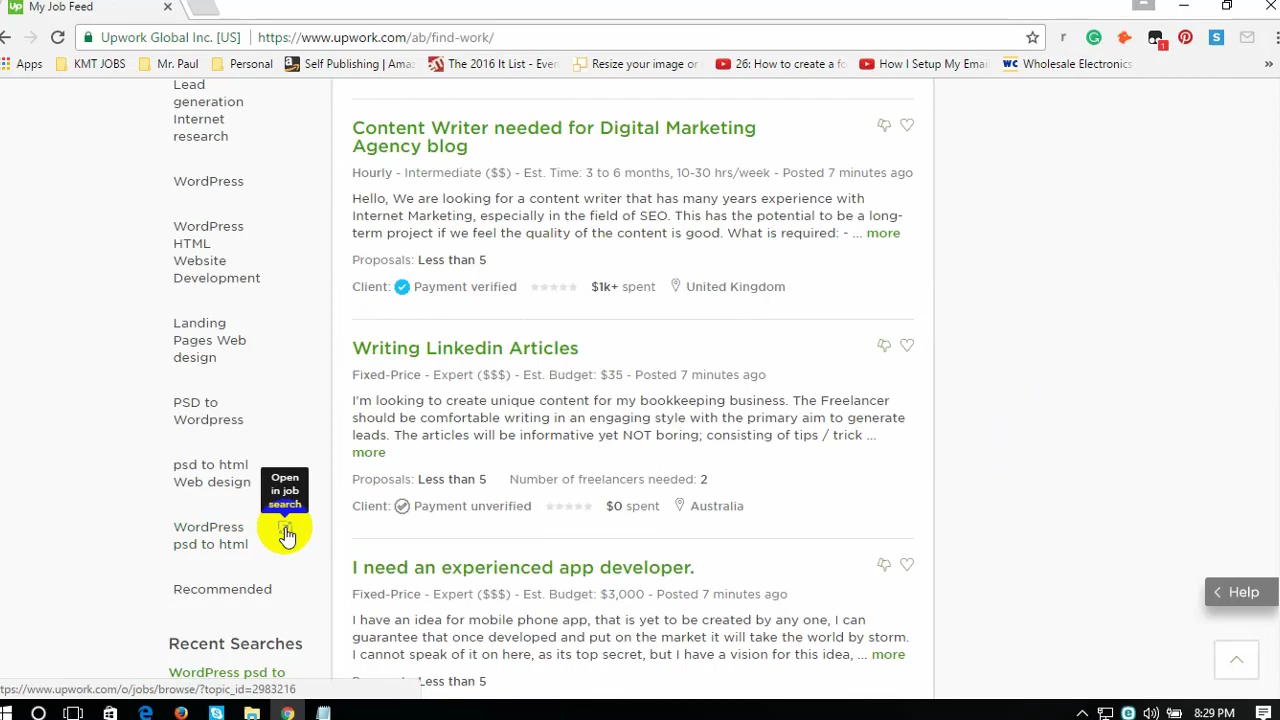 Up My Job Feed
Upwork Global Inc. [US] https://www.upwork.com/ab/find-work/
r S 1
Apps KMT JOBS Mr. Paul Personal Self Publishing | Amaz The 2016 It List - Even Resize your image or 26: How to create a fo How I Setup My Email WC Wholesale Electronics »
Lead
generation
Internet
research
WordPress
WordPress
HTML
Website
Development
Landing
Pages Web
design
PSD to
Wordpress
psd to html
Web design
Open
in job
search
WordPress
psd to html
Recommended
Recent Searches
WordPress psd to
ttps://www.upwork.com/o/jobs/browse/?topic_id=2983216
Content Writer needed for Digital Marketing
Agency blog
Hourly - Intermediate ($$) - Est. Time: 3 to 6 months, 10-30 hrs/week - Posted 7 minutes ago
Hello, We are looking for a content writer that has many years experience with
Internet Marketing, especially in the field of SEO. This has the potential to be a long-
term project if we feel the quality of the content is good. What is required: - ... more
Proposals: Less than 5
Client: Payment verified $1k+ spent United Kingdom
Writing Linkedin Articles
Fixed-Price - Expert ($$$) - Est. Budget: $35 - Posted 7 minutes ago
I'm looking to create unique content for my bookkeeping business. The Freelancer
should be comfortable writing in an engaging style with the primary aim to generate
leads. The articles will be informative yet NOT boring; consisting of tips / trick ...
more
Proposals: Less than 5 Number of freelancers needed: 2
Client: Payment unverified $0 spent Australia
I need an experienced app developer.
Fixed-Price - Expert ($$$) - Est. Budget: $3,000 - Posted 7 minutes ago
I have an idea for mobile phone app, that is yet to be created by any one, I can
guarantee that once developed and put on the market it will take the world by storm.
I cannot speak of it on here, as its top secret, but I have a vision for this idea, ... more
Less than 5
Help
8:29 PM